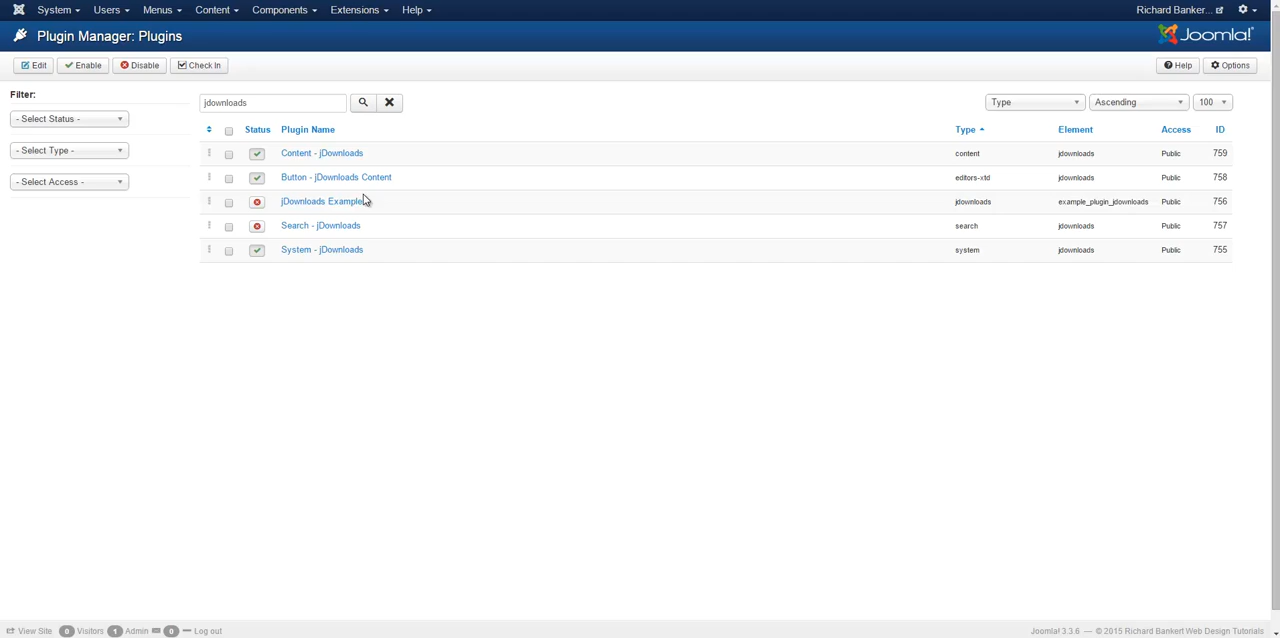 System Users Menus Content Components Extensions Help Richard Banker...
Plugin Manager: Plugins Joomla!
Edit Enable Disable Check In Help Options
Filter:
jdownloads Type Ascending 100
- Select Status -
Status Plugin Name Type Element Access ID
- Select Type -
Content - jDownloads content jdownloads Public 759
Button - jDownloads Content editors-xtd jdownloads Public 758
- Select Access -
jDownloads Example jdownloads example_plugin_jdownloads Public 756
Search - jDownloads search jdownloads Public 757
System - jDownloads system jdownloads Public 755
View Site 0 Visitors 1 Admin 0 Log out Joomla! 3.3.6 — © 2015 Richard Bankert Web Design Tutorials